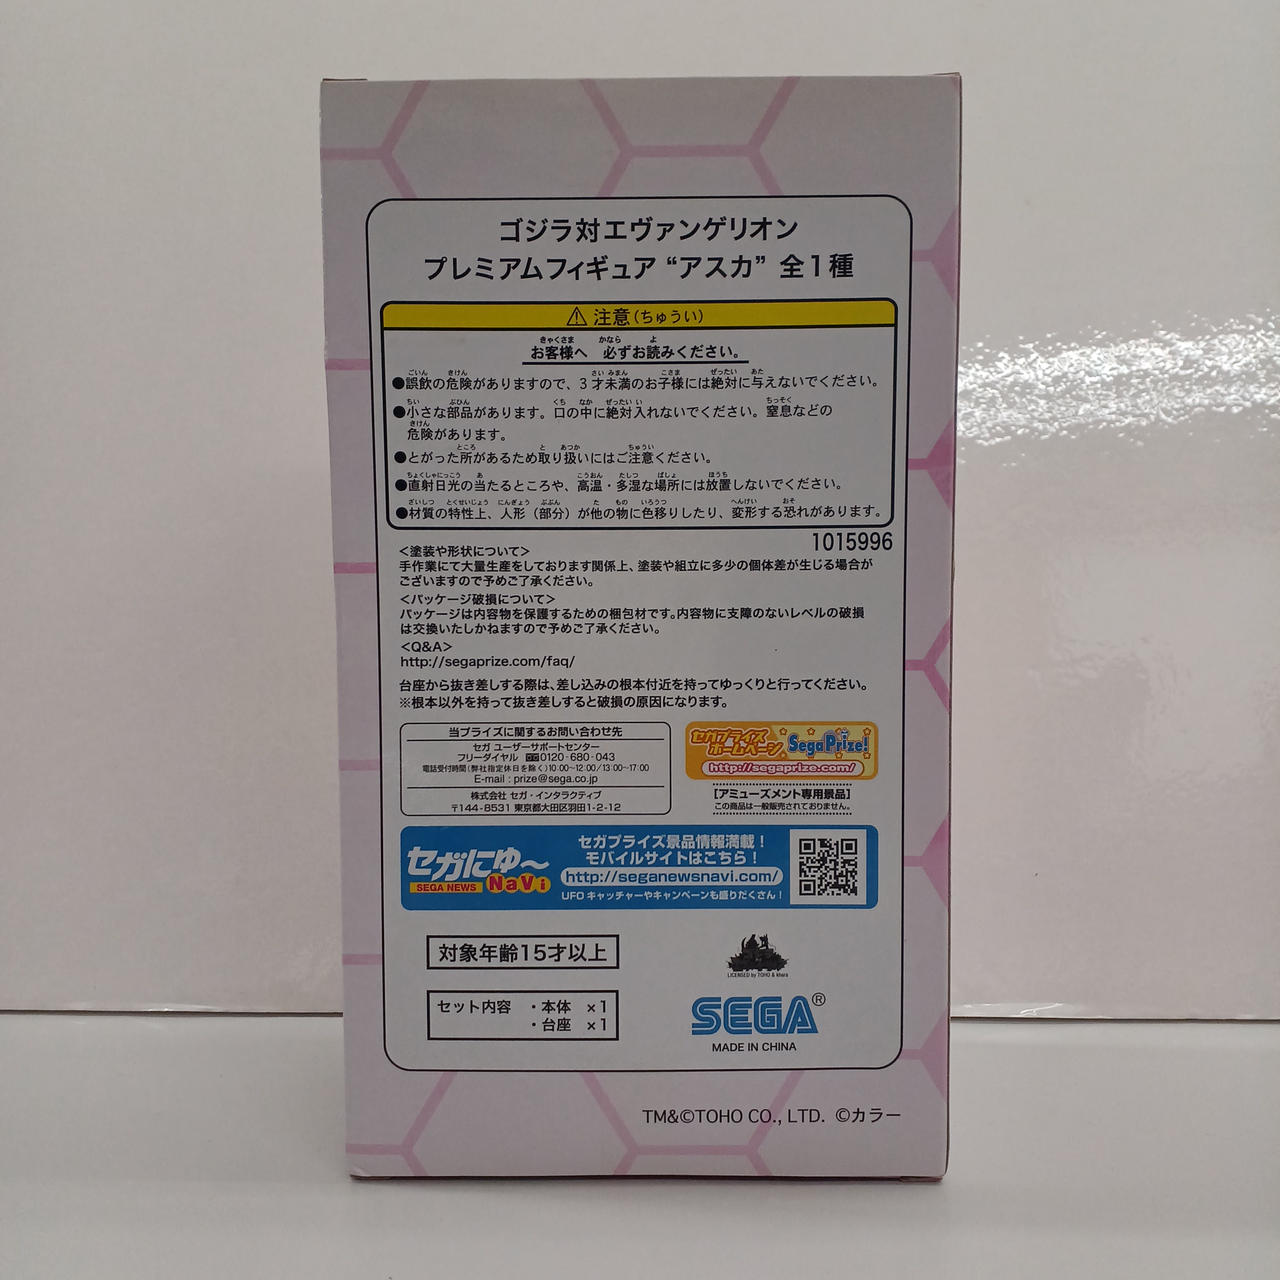 ゴジラ対エヴァンゲリオン
プレミアムフィギュア“アスカ” 全1種
⚠ 注意(ちゅうい)
お客様へ 必ずお読みください。
●誤飲の危険がありますので、3才未満のお子様には絶対に与えないでください。
●小さな部品があります。口の中に絶対入れないでください。窒息などの
危険があります。
●とがった所があるため取り扱いにはご注意ください。
●直射日光の当たるところや、高温・多湿な場所には放置しないでください。
●材質の特性上、人形(部分)が他の物に色移りしたり、変形する恐れがあります。
1015996
<塗装や形状について>
手作業にて大量生産をしております関係上、塗装や組立に多少の個体差が生じる場合が
ございますので予めご了承ください。
<パッケージ破損について>
パッケージは内容物を保護するための梱包材です。内容物に支障のないレベルの破損
は交換いたしかねますので予めご了承ください。
<Q&A>
http://segaprize.com/faq/
台座から抜き差しする際は、差し込みの根本付近を持ってゆっくりと行ってください。
※根本以外を持って抜き差しすると破損の原因になります。
当プライズに関するお問い合わせ先
セガ ユーザーサポートセンター
フリーダイヤル 0120-680-043
電話受付時間(弊社指定休日を除く)10:00~12:00/13:00~17:00
E-mail : prize@sega.co.jp
株式会社 セガ・インタラクティブ
〒144-8531 東京都大田区羽田1-2-12
セガプライズ
ホームページ SegaPrize!
http://segaprize.com/
[アミューズメント専用景品]
この商品は一般販売されておりません。
セガにゅ〜
SEGA NEWS NaVi
セガプライズ景品情報満載!
モバイルサイトはこちら!
http://seganewsnavi.com/
UFOキャッチャーやキャンペーンも盛りだくさん!
対象年齢15才以上
セット内容 ・本体 ×1
・台座 ×1
LICENSED by TOHO & khara
SEGA®
MADE IN CHINA
TM&©TOHO CO., LTD. ©カラー